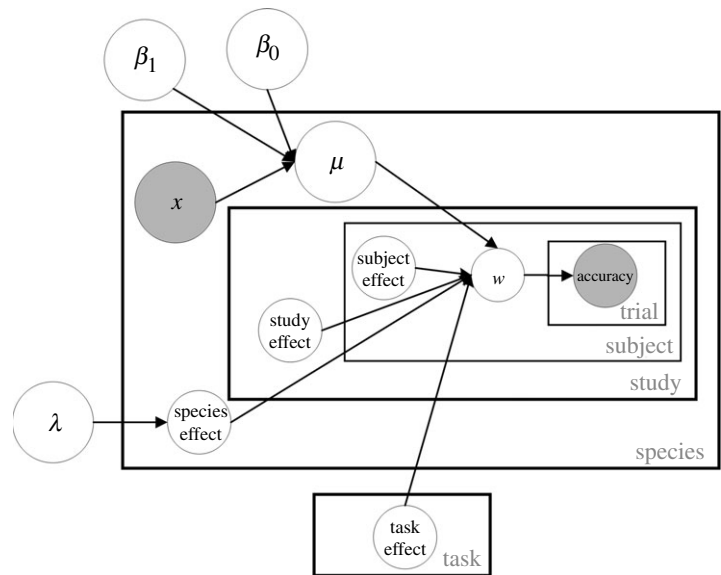 β₀
β₁
μ
x
subject
effect
w
accuracy
trial
study
effect
subject
study
λ
species
effect
species
task
effect
task